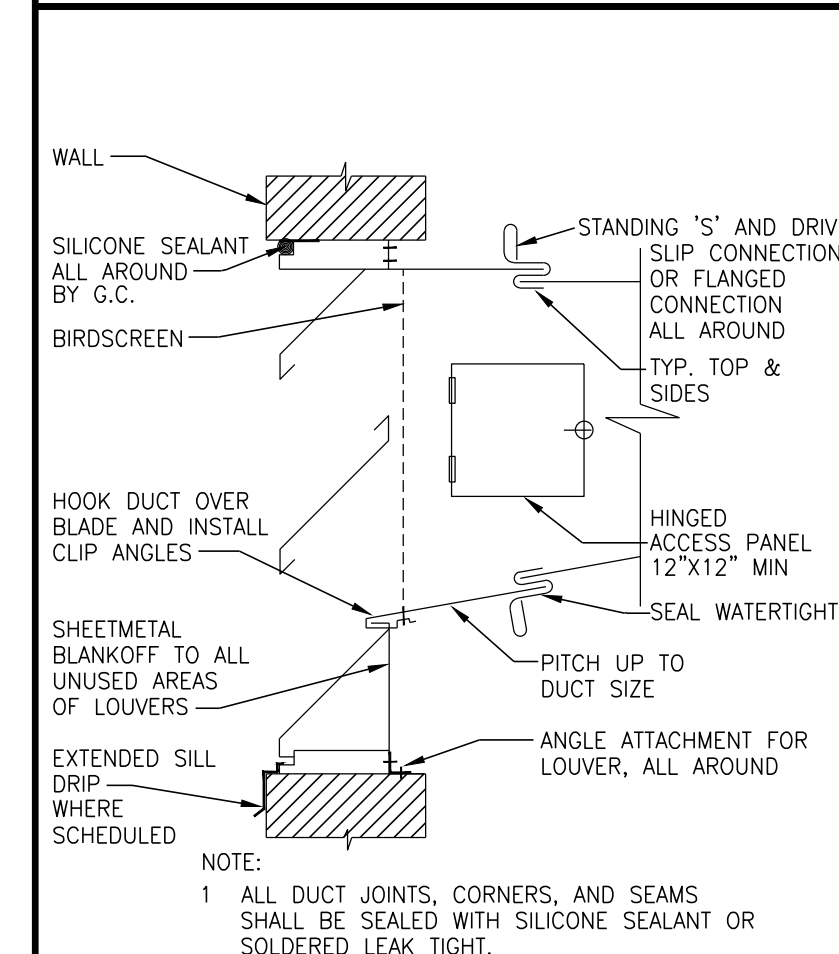 WALL
SILICONE SEALANT
ALL AROUND
BY G.C.
BIRDSCREEN
HOOK DUCT OVER
BLADE AND INSTALL
CLIP ANGLES
SHEETMETAL
BLANKOFF TO ALL
UNUSED AREAS
OF LOUVERS
EXTENDED SILL
DRIP
WHERE
SCHEDULED
STANDING 'S' AND DRIV
SLIP CONNECTION
OR FLANGED
CONNECTION
ALL AROUND
TYP. TOP &
SIDES
HINGED
ACCESS PANEL
12"X12" MIN
SEAL WATERTIGHT
PITCH UP TO
DUCT SIZE
ANGLE ATTACHMENT FOR
LOUVER, ALL AROUND
NOTE:
1 ALL DUCT JOINTS, CORNERS, AND SEAMS
SHALL BE SEALED WITH SILICONE SEALANT OR
SOLDERED LEAK TIGHT.